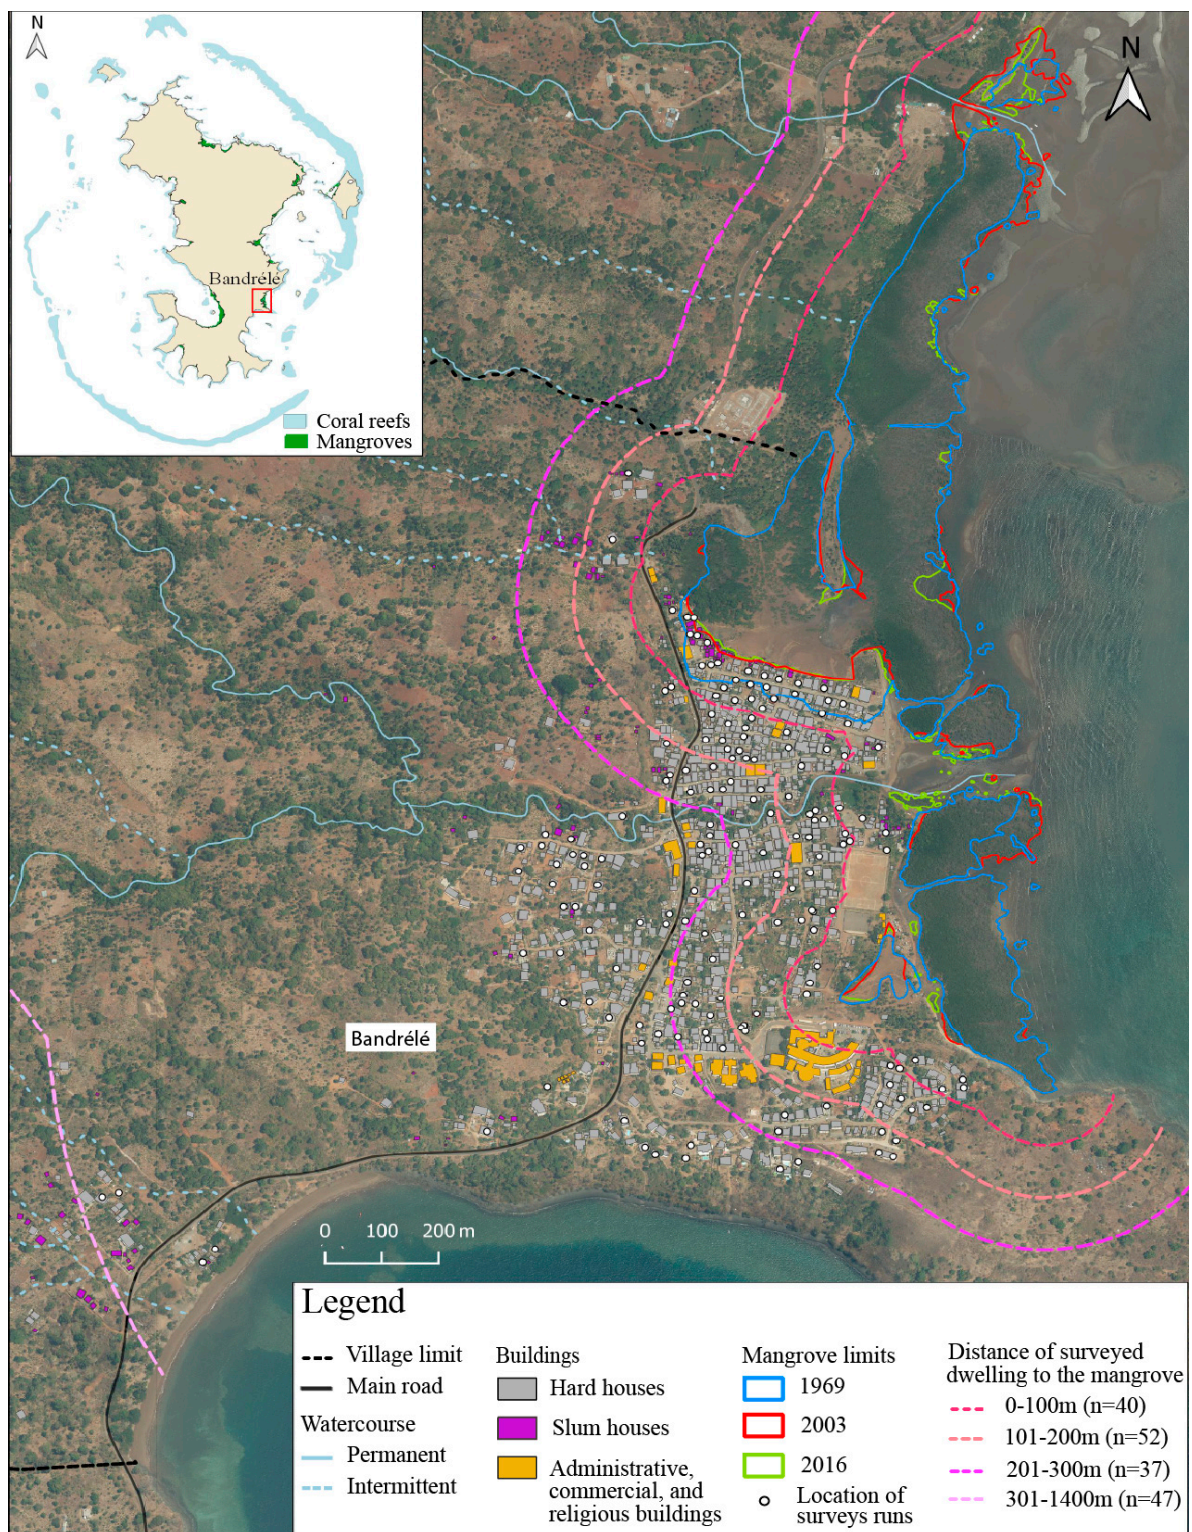 N
N
Bandrélé
Coral reefs
Mangroves
Bandrélé
0 100 200 m
Legend
Village limit
Main road
Watercourse
Permanent
Intermittent
Buildings
Hard houses
Slum houses
Administrative,
commercial, and
religious buildings
Mangrove limits
1969
2003
2016
Location of
surveys runs
Distance of surveyed
dwelling to the mangrove
0-100m (n=40)
101-200m (n=52)
201-300m (n=37)
301-1400m (n=47)